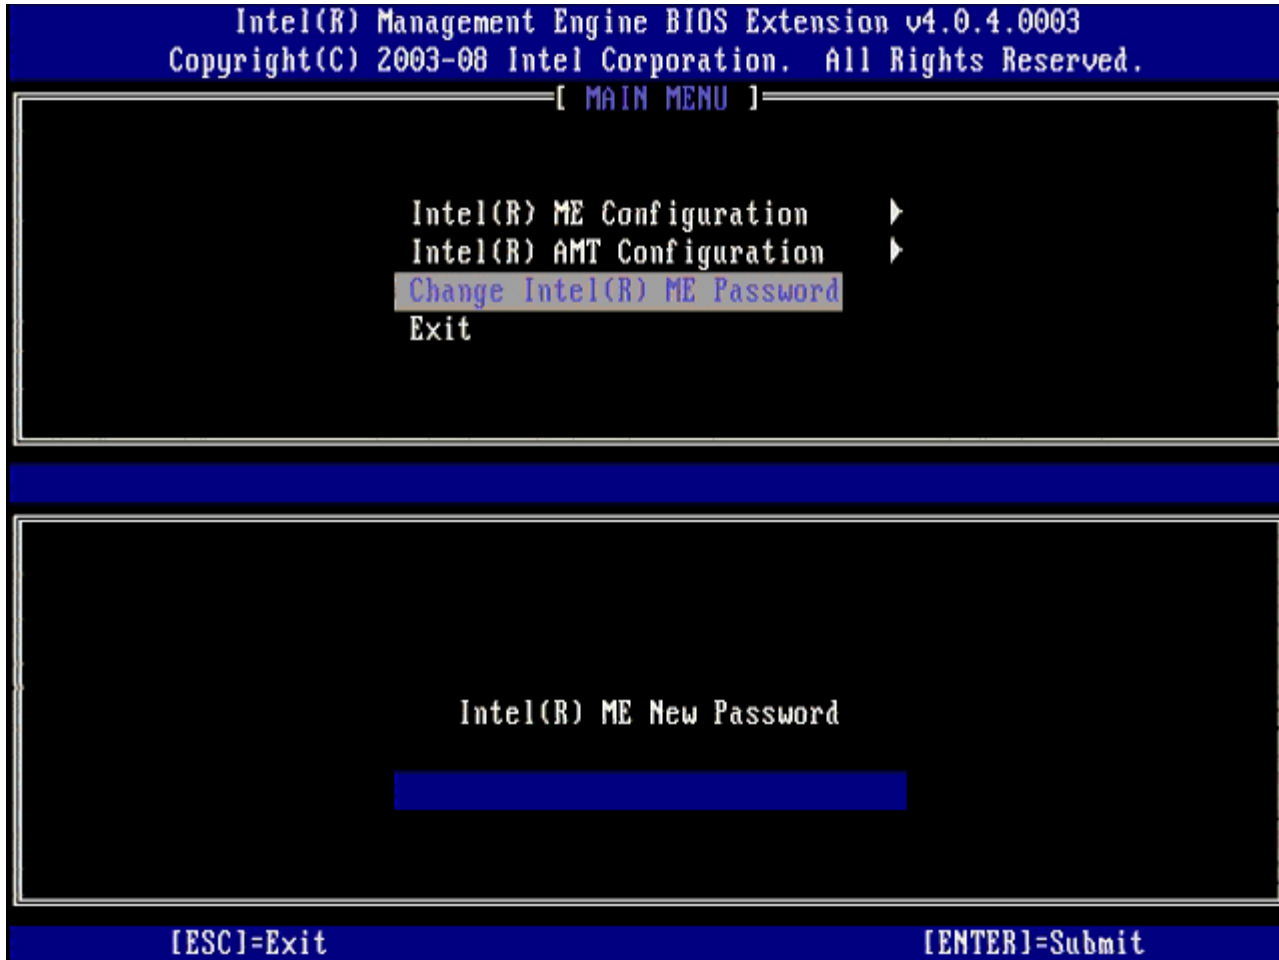 Intel(R) Management Engine BIOS Extension v4.0.4.0003
Copyright(C) 2003-08 Intel Corporation. All Rights Reserved.
[ MAIN MENU ]
Intel(R) ME Configuration
Intel(R) AMT Configuration
Change Intel(R) ME Password
Exit
Intel(R) ME New Password
[ESC]=Exit [ENTER]=Submit